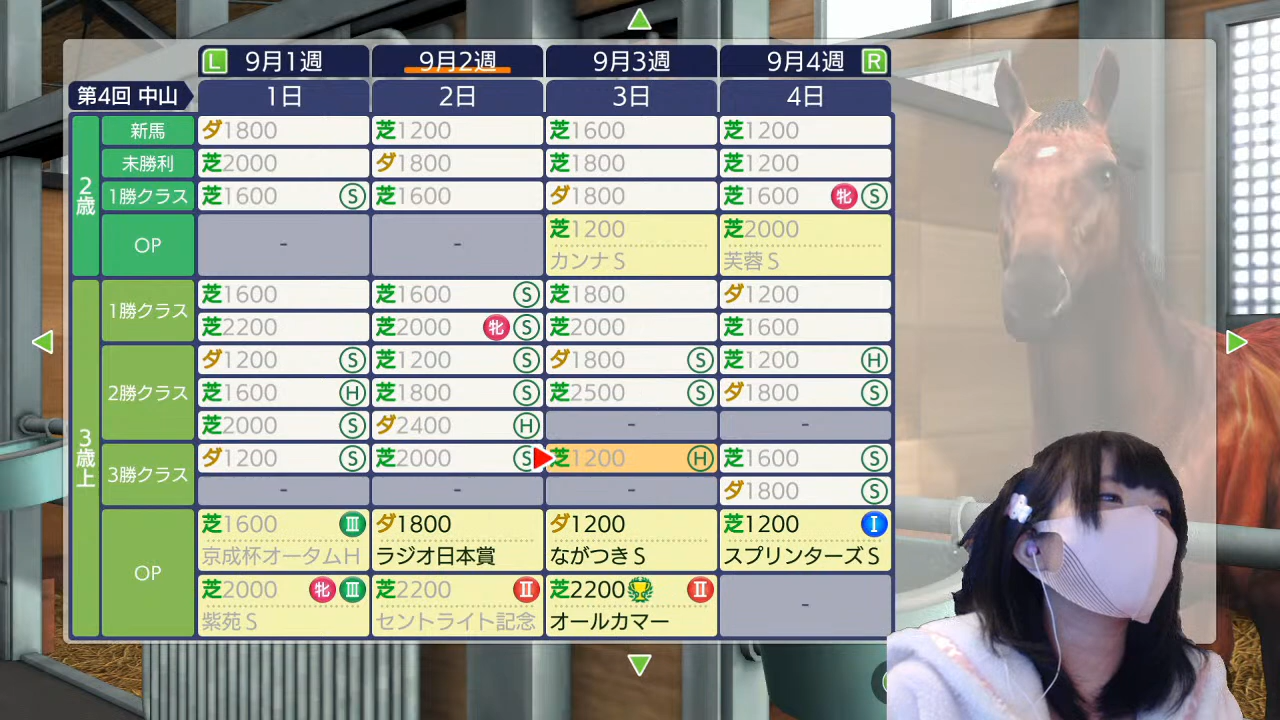 L 9月1週 9月2週 9月3週 9月4週 R
第4回 中山 1日 2日 3日 4日
2歳
新馬 ダ1800 芝1200 芝1600 芝1200
未勝利 芝2000 ダ1800 芝1800 芝1200
1勝クラス 芝1600 S 芝1600 ダ1800 芝1600 牝 S
OP - - 芝1200 芝2000
カンナS 芙蓉S
3歳上
1勝クラス 芝1600 芝1600 S 芝1800 ダ1200
芝2200 芝2000 牝 S 芝2000 芝1600
2勝クラス ダ1200 S 芝1200 S ダ1800 S 芝1200 H
芝1600 H 芝1800 S 芝2500 S ダ1800 S
芝2000 S ダ2400 H - -
3勝クラス ダ1200 S 芝2000 S 芝1200 H 芝1600 S
- - - ダ1800 S
OP 芝1600 III ダ1800 ダ1200 芝1200 I
京成杯オータムH ラジオ日本賞 ながつきS スプリンターズS
芝2000 牝 III 芝2200 II 芝2200 II -
紫苑S セントライト記念 オールカマー